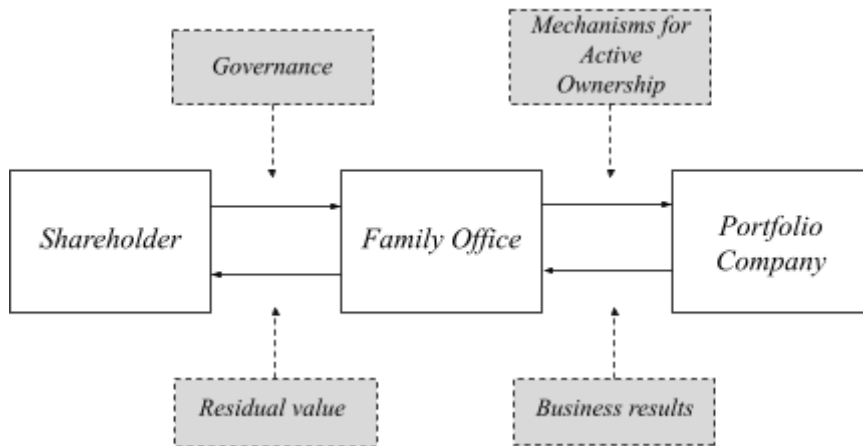 Governance
Mechanisms for
Active
Ownership
Shareholder
Family Office
Portfolio
Company
Residual value
Business results